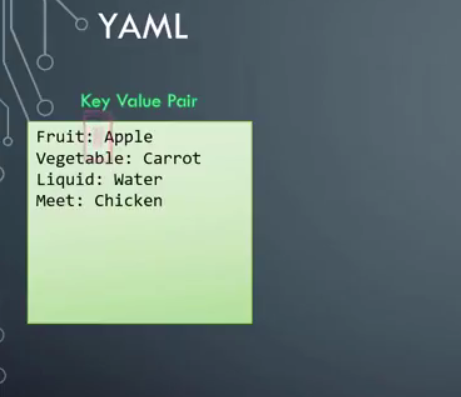 YAML
Key Value Pair
Fruit: Apple
Vegetable: Carrot
Liquid: Water
Meet: Chicken